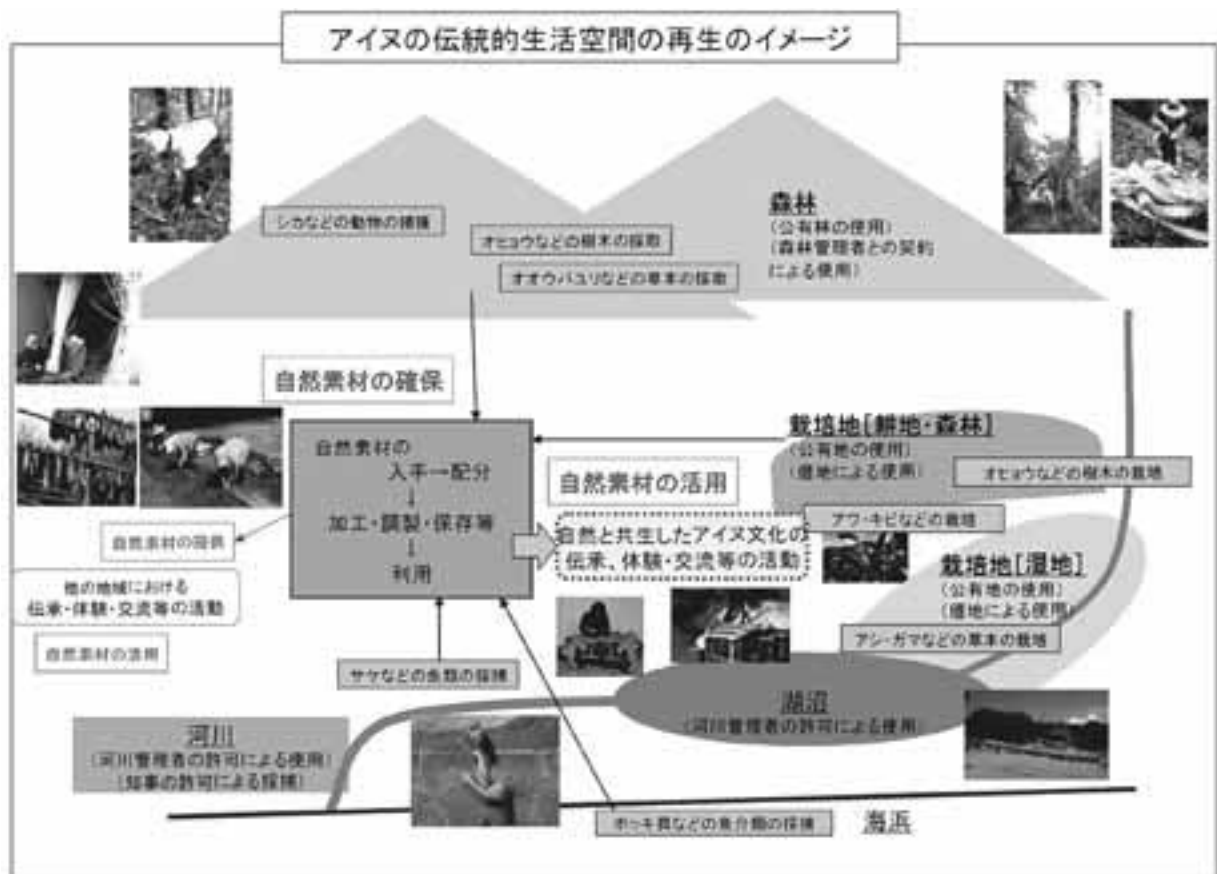 アイヌの伝統的生活空間の再生のイメージ
シカなどの動物の捕獲
オヒョウなどの樹木の採取
オオウバユリなどの草本の採取
森林
(公有林の使用)
(森林管理者との契約
による使用)
自然素材の確保
自然素材の
入手→配分
↓
加工・調製・保存等
↓
利用
自然素材の活用
自然と共生したアイヌ文化の
伝承、体験・交流等の活動
栽培地[耕地・森林]
(公有地の使用)
(借地による使用)
オヒョウなどの樹木の栽培
アワ・キビなどの栽培
栽培地[湿地]
(公有地の使用)
(借地による使用)
アシ・ガマなどの草本の栽培
自然素材の提供
他の地域における
伝承・体験・交流等の活動
自然素材の活用
サケなどの魚類の採捕
湖沼
(河川管理者の許可による使用)
河川
(河川管理者の許可による使用)
(知事の許可による採捕)
ホッキ貝などの魚介類の採捕
海浜